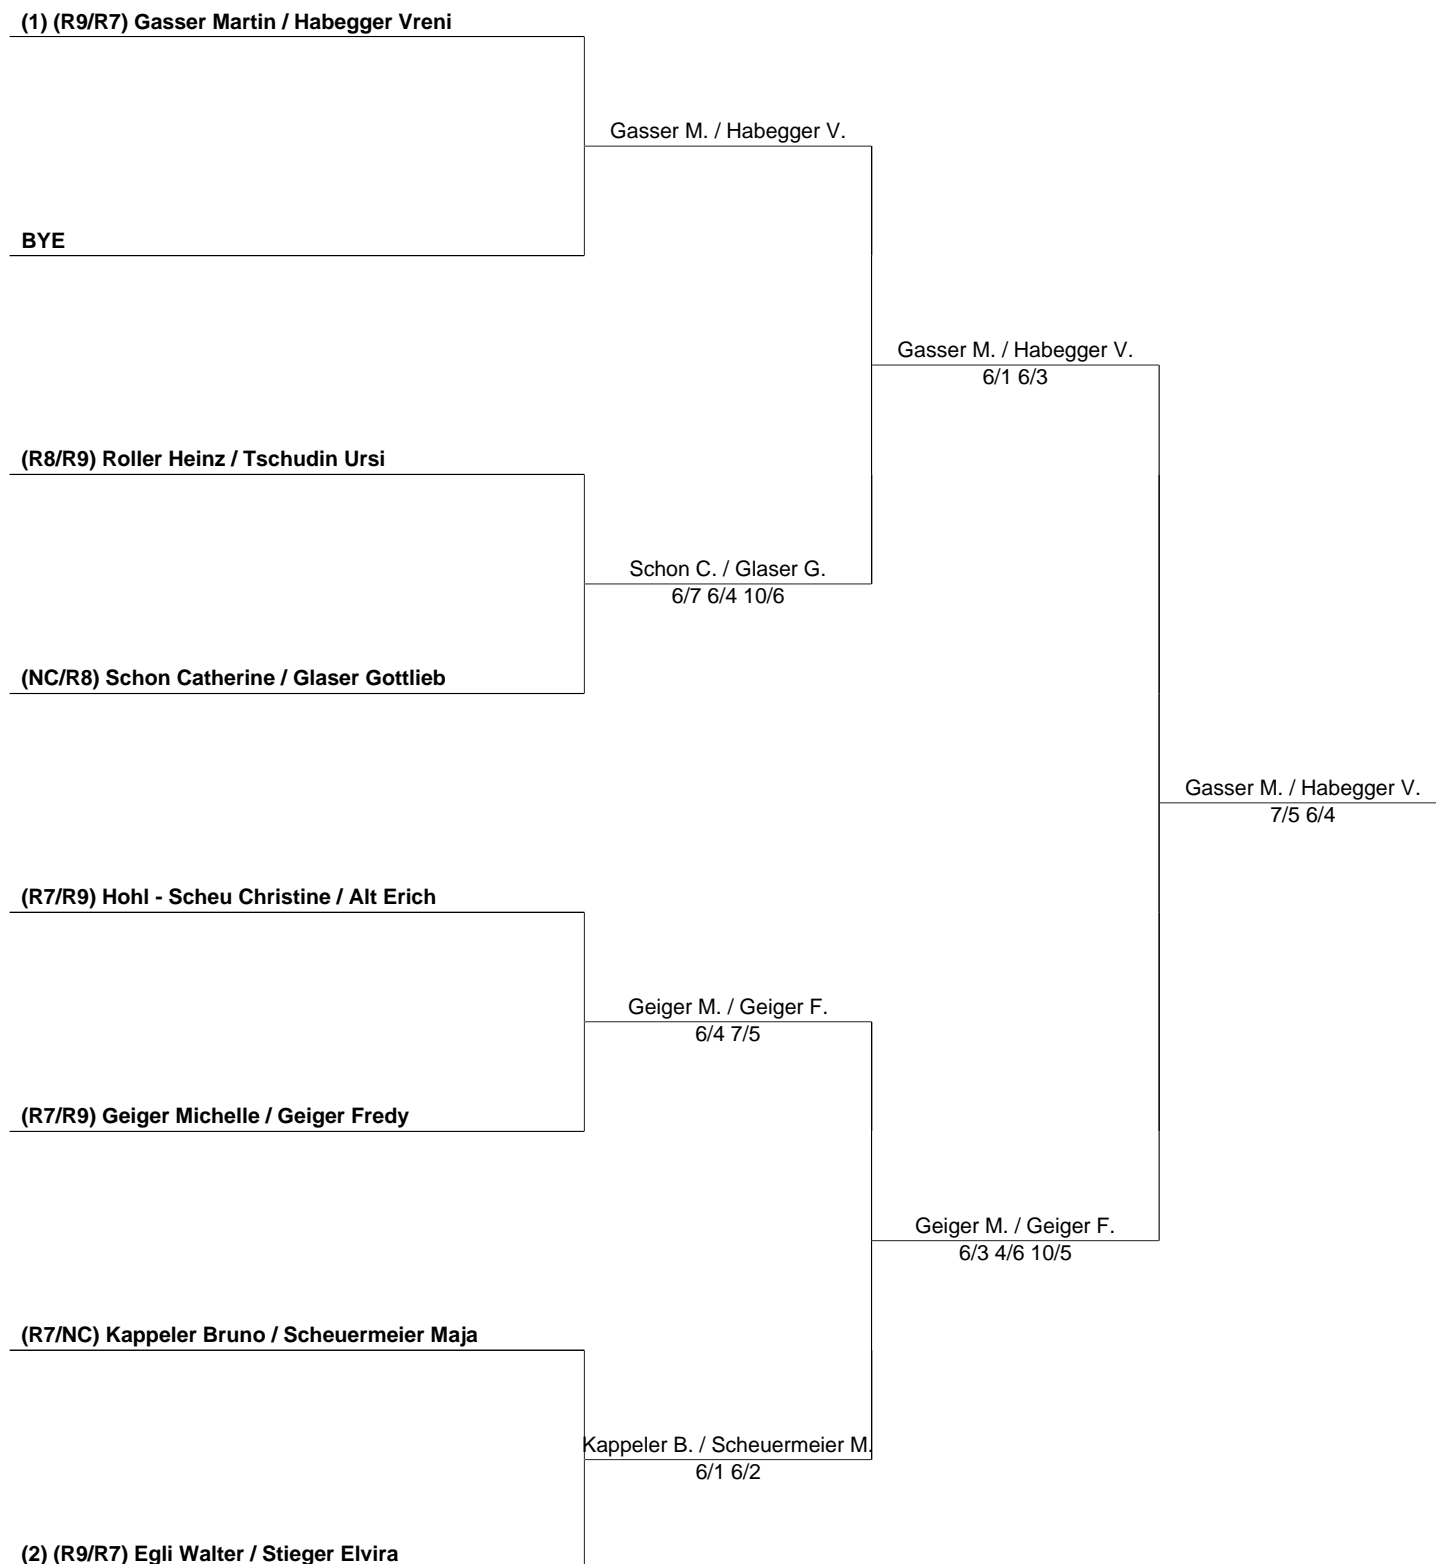 (1) (R9/R7) Gasser Martin / Habegger Vreni
Gasser M. / Habegger V.
BYE
Gasser M. / Habegger V.
6/1 6/3
(R8/R9) Roller Heinz / Tschudin Ursi
Schon C. / Glaser G.
6/7 6/4 10/6
(NC/R8) Schon Catherine / Glaser Gottlieb
Gasser M. / Habegger V.
7/5 6/4
(R7/R9) Hohl - Scheu Christine / Alt Erich
Geiger M. / Geiger F.
6/4 7/5
(R7/R9) Geiger Michelle / Geiger Fredy
Geiger M. / Geiger F.
6/3 4/6 10/5
(R7/NC) Kappeler Bruno / Scheuermeier Maja
Kappeler B. / Scheuermeier M.
6/1 6/2
(2) (R9/R7) Egli Walter / Stieger Elvira